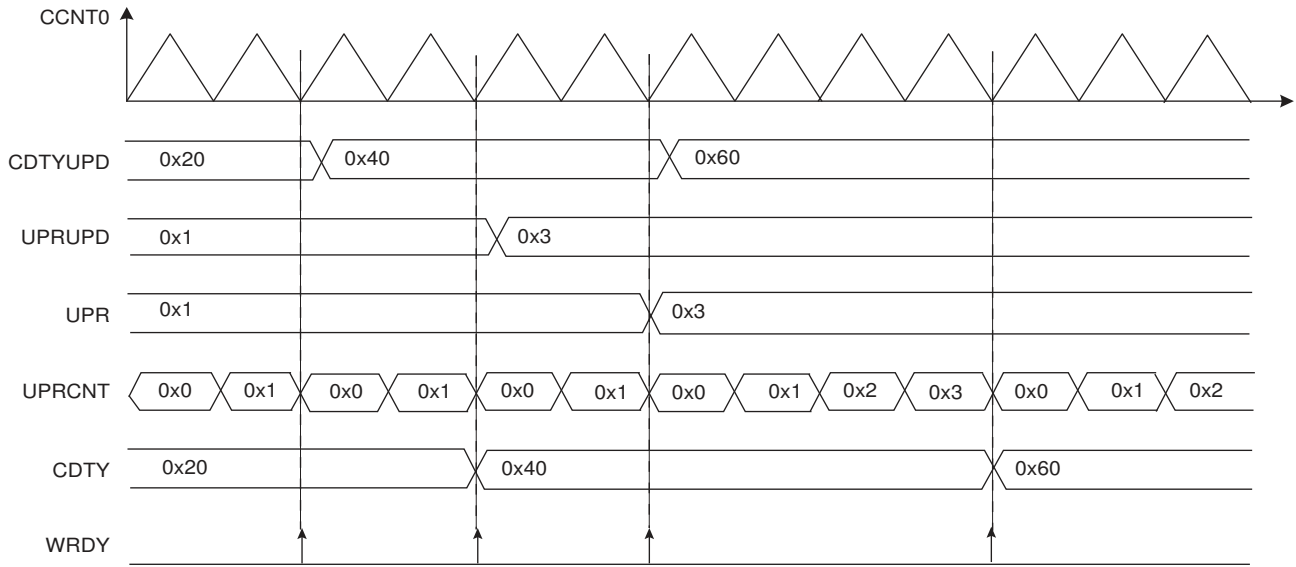 CCNT0
CDTYUPD 0x20 0x40 0x60
UPRUPD 0x1 0x3
UPR 0x1 0x3
UPRCNT 0x0 0x1 0x0 0x1 0x0 0x1 0x0 0x1 0x2 0x3 0x0 0x1 0x2
CDTY 0x20 0x40 0x60
WRDY